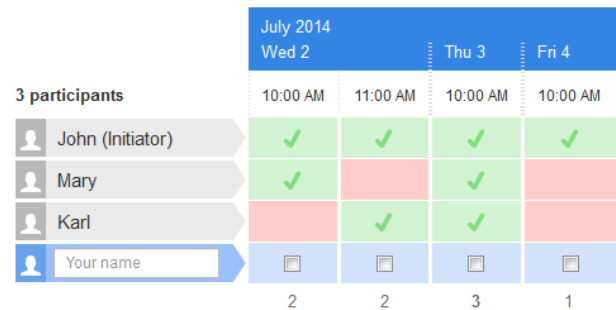 July 2014
Wed 2 Thu 3 Fri 4
3 participants 10:00 AM 11:00 AM 10:00 AM 10:00 AM
John (Initiator)
Mary
Karl
Your name
2 2 3 1